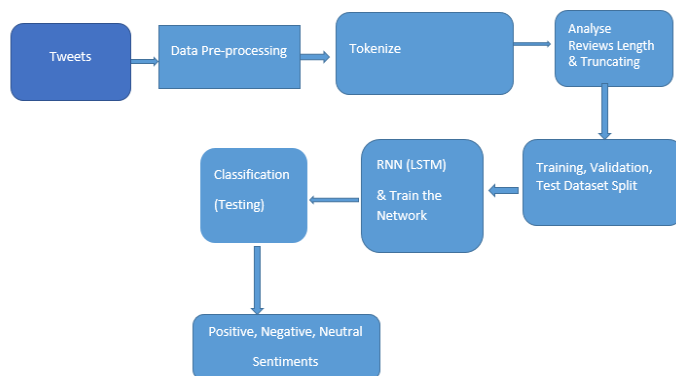 Tweets
Data Pre-processing
Tokenize
Analyse
Reviews Length
& Truncating
Training, Validation,
Test Dataset Split
RNN (LSTM)
& Train the
Network
Classification
(Testing)
Positive, Negative, Neutral
Sentiments